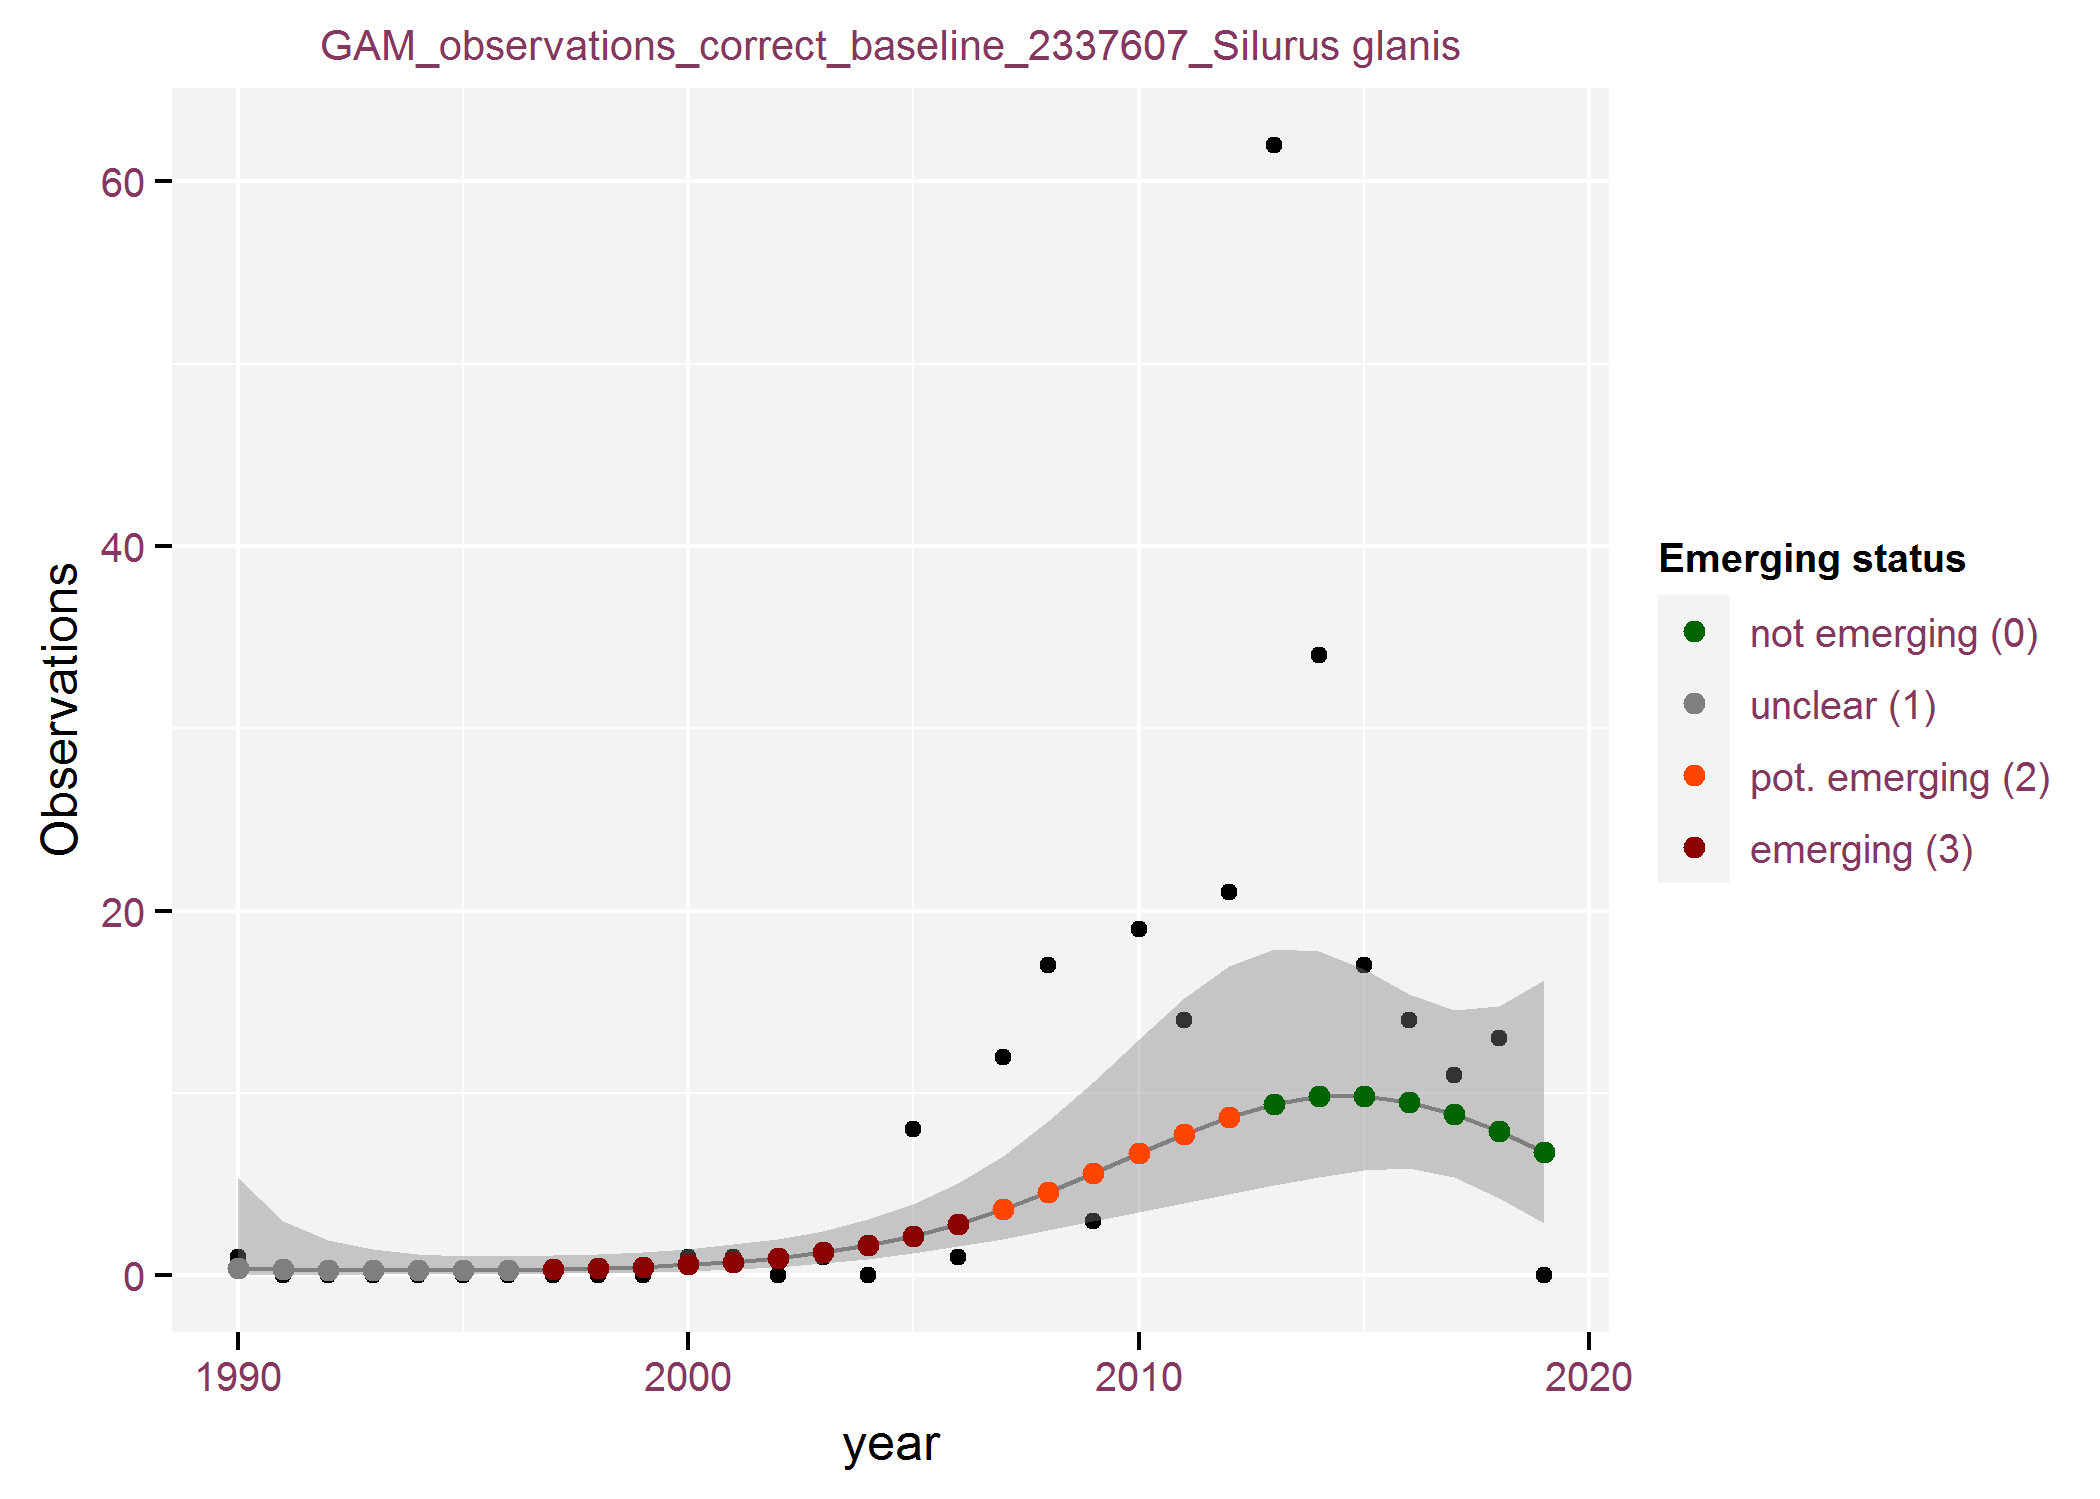 GAM_observations_correct_baseline_2337607_Silurus glanis
Observations
60
40
20
0
1990
2000
2010
2020
year
Emerging status
not emerging (0)
unclear (1)
pot. emerging (2)
emerging (3)